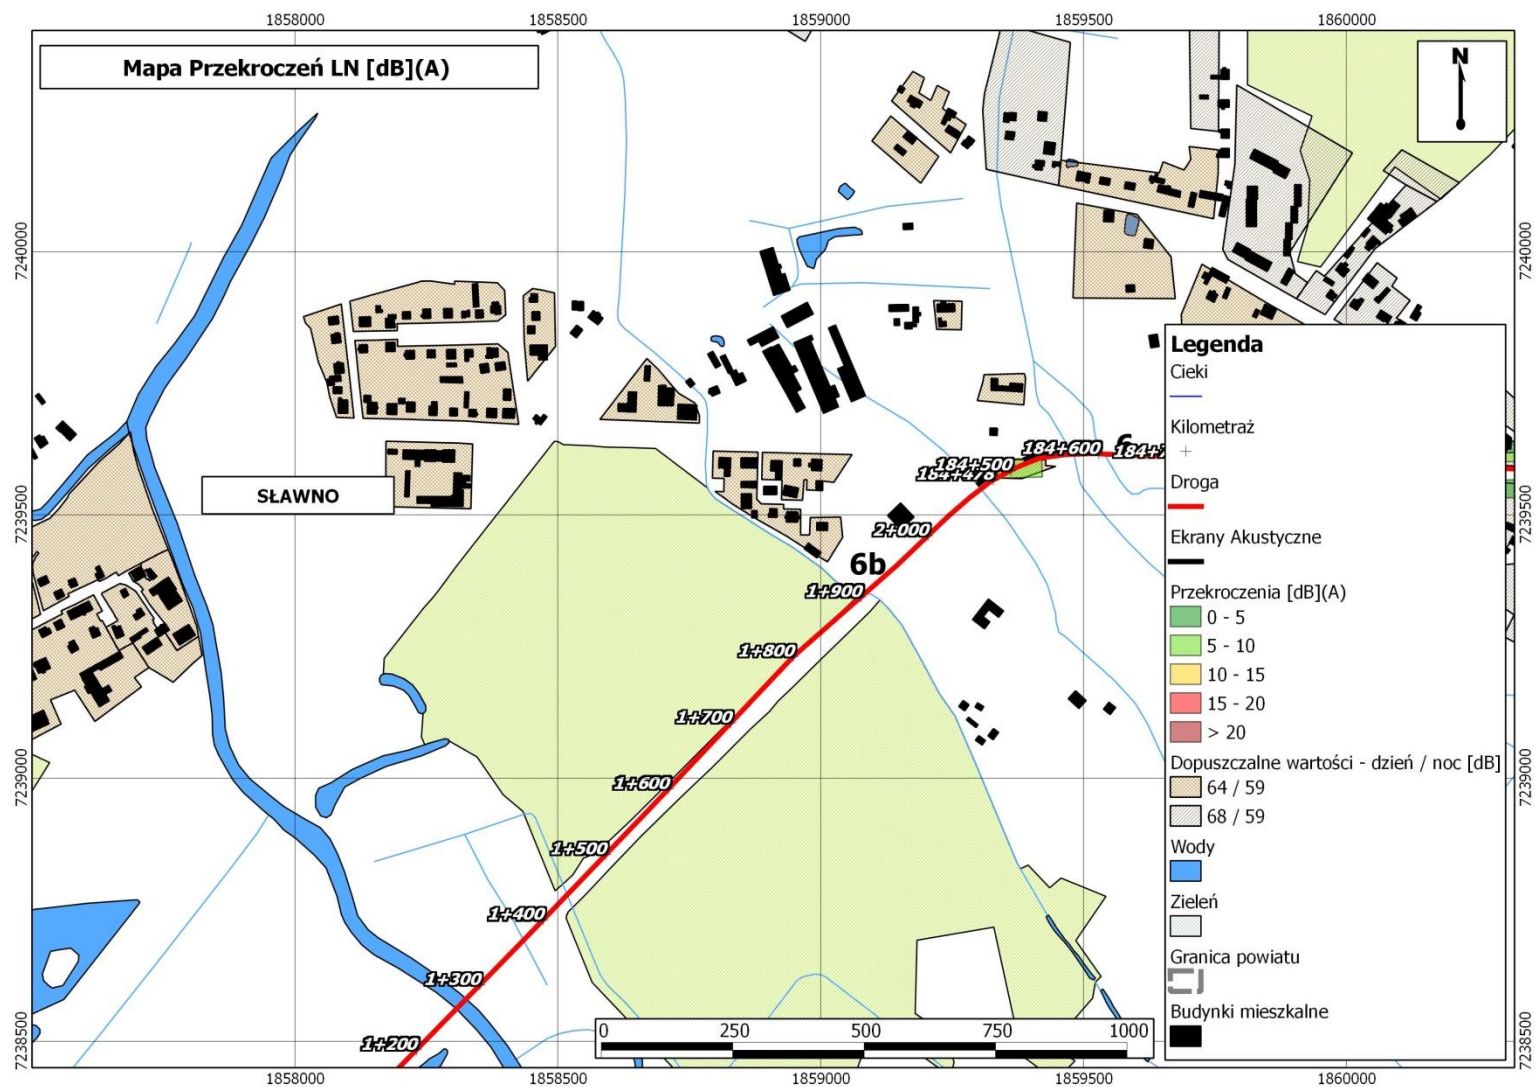 1858000 1858500 1859000 1859500 1860000
Mapa Przekroczeń LN [dB](A)
N
7240000
7240000
7239500
7239500
7239000
7239000
7238500
7238500
SŁAWNO
184+600
184+500
184+478
2+000
6b
1+900
1+800
1+700
1+600
1+500
1+400
1+300
1+200
Legenda
Cieki
Kilometraż
Droga
Ekrany Akustyczne
Przekroczenia [dB](A)
0 - 5
5 - 10
10 - 15
15 - 20
> 20
Dopuszczalne wartości - dzień / noc [dB]
64 / 59
68 / 59
Wody
Zieleń
Granica powiatu
Budynki mieszkalne
0 250 500 750 1000
1858000 1858500 1859000 1859500 1860000